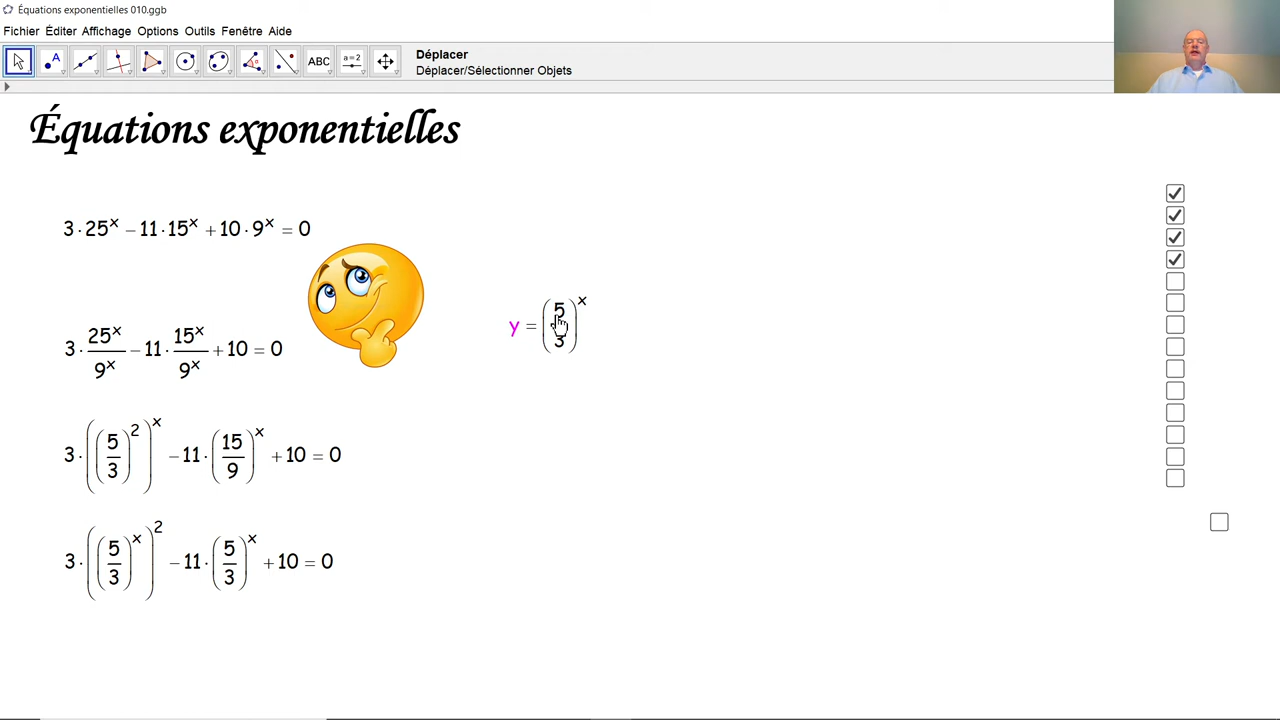 Équations exponentielles 010.ggb
Fichier Éditer Affichage Options Outils Fenêtre Aide
ABC
a=2
Déplacer
Déplacer/Sélectionner Objets
Équations exponentielles
3·25^x − 11·15^x + 10·9^x = 0
y = (5/3)^x
3·25^x/9^x − 11·15^x/9^x + 10 = 0
3·((5/3)^2)^x − 11·(15/9)^x + 10 = 0
3·((5/3)^x)^2 − 11·(5/3)^x + 10 = 0